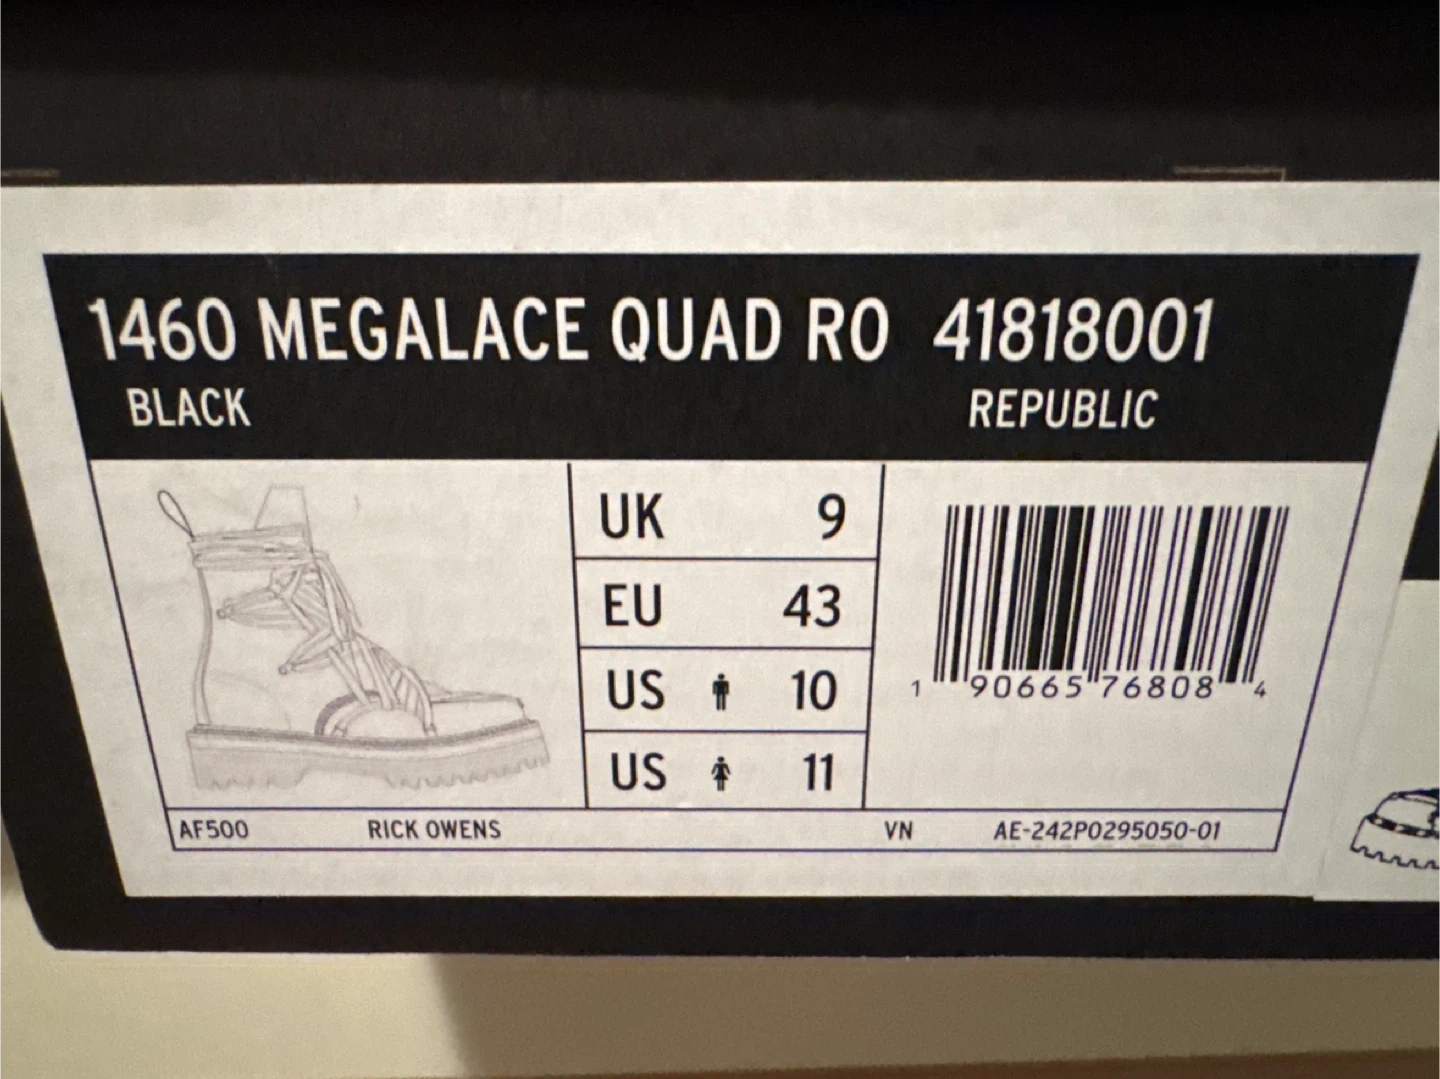 1460 MEGALACE QUAD RO 41818001
BLACK REPUBLIC
UK 9
EU 43
US 10
US 11
1 90665 76808 4
AF500 RICK OWENS VN AE-242P0295050-01